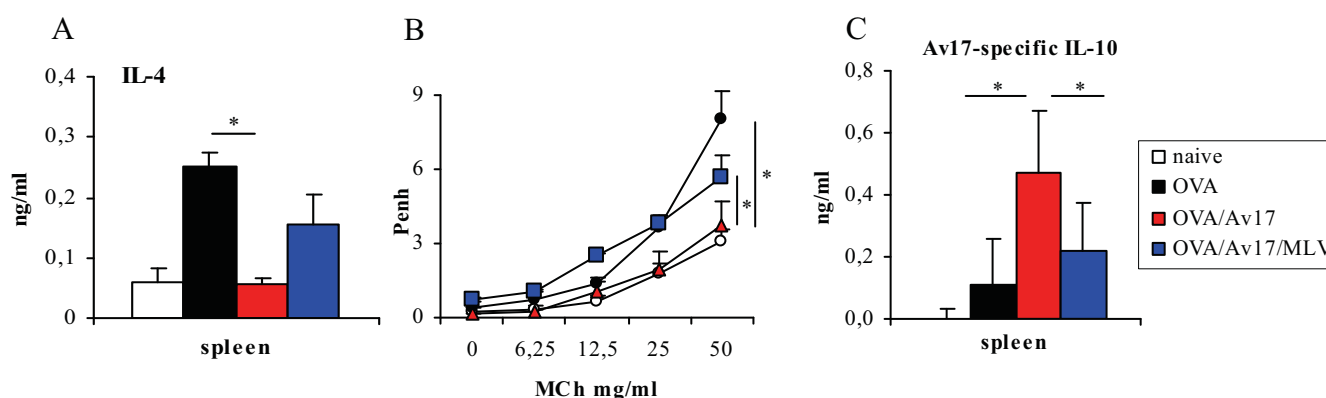 A
IL-4
ng/ml
0,4
0,3
0,2
0,1
0
*
spleen
B
Penh
9
6
3
0
*
*
0 6,25 12,5 25 50
MCh mg/ml
C
Av17-specific IL-10
ng/ml
0,8
0,6
0,4
0,2
0,0
* *
spleen
naive
OVA
OVA/Av17
OVA/Av17/MLV